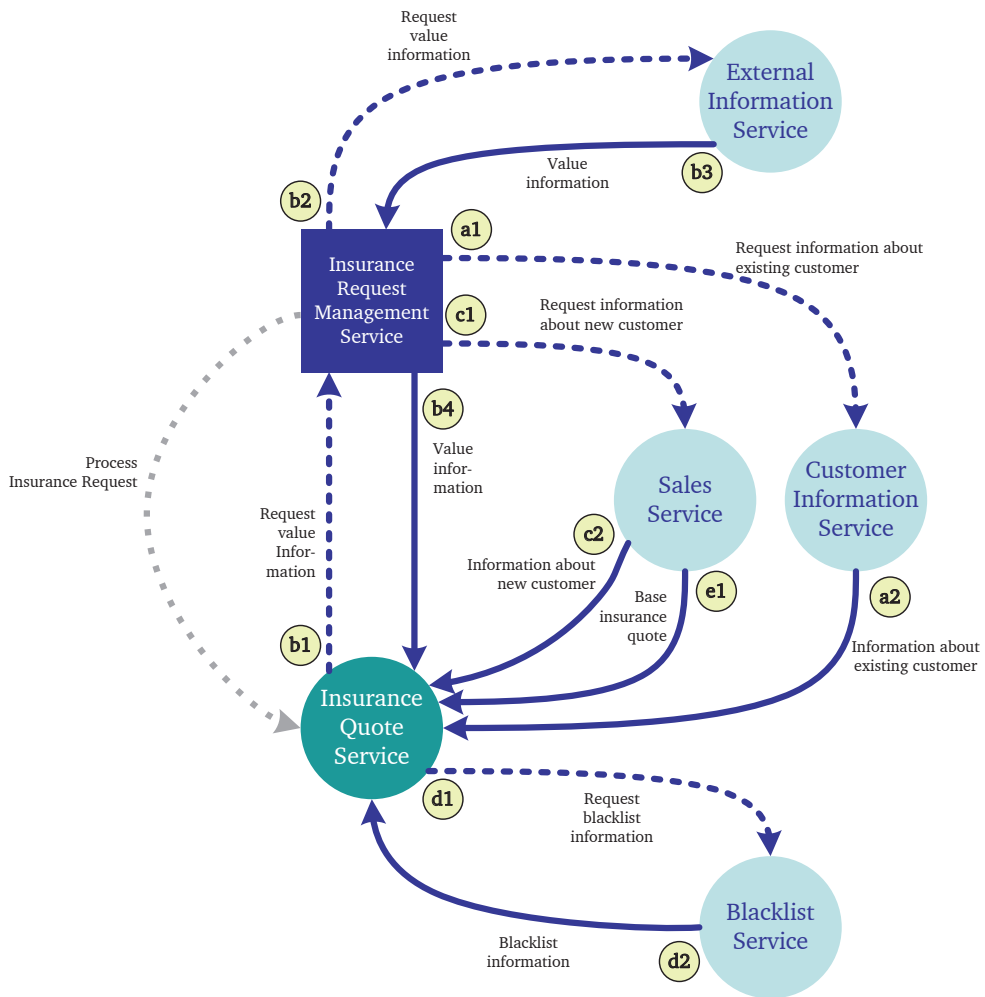 Request
value
information
External
Information
Service
Value
information
b3
b2
a1
Request information about
existing customer
Insurance
Request
Management
Service
c1
Request information
about new customer
b4
Value
infor-
mation
Process
Insurance Request
Request
value
Infor-
mation
Sales
Service
Customer
Information
Service
c2
Information about
new customer
e1
Base
insurance
quote
a2
Information about
existing customer
b1
Insurance
Quote
Service
d1
Request
blacklist
information
Blacklist
Service
Blacklist
information
d2